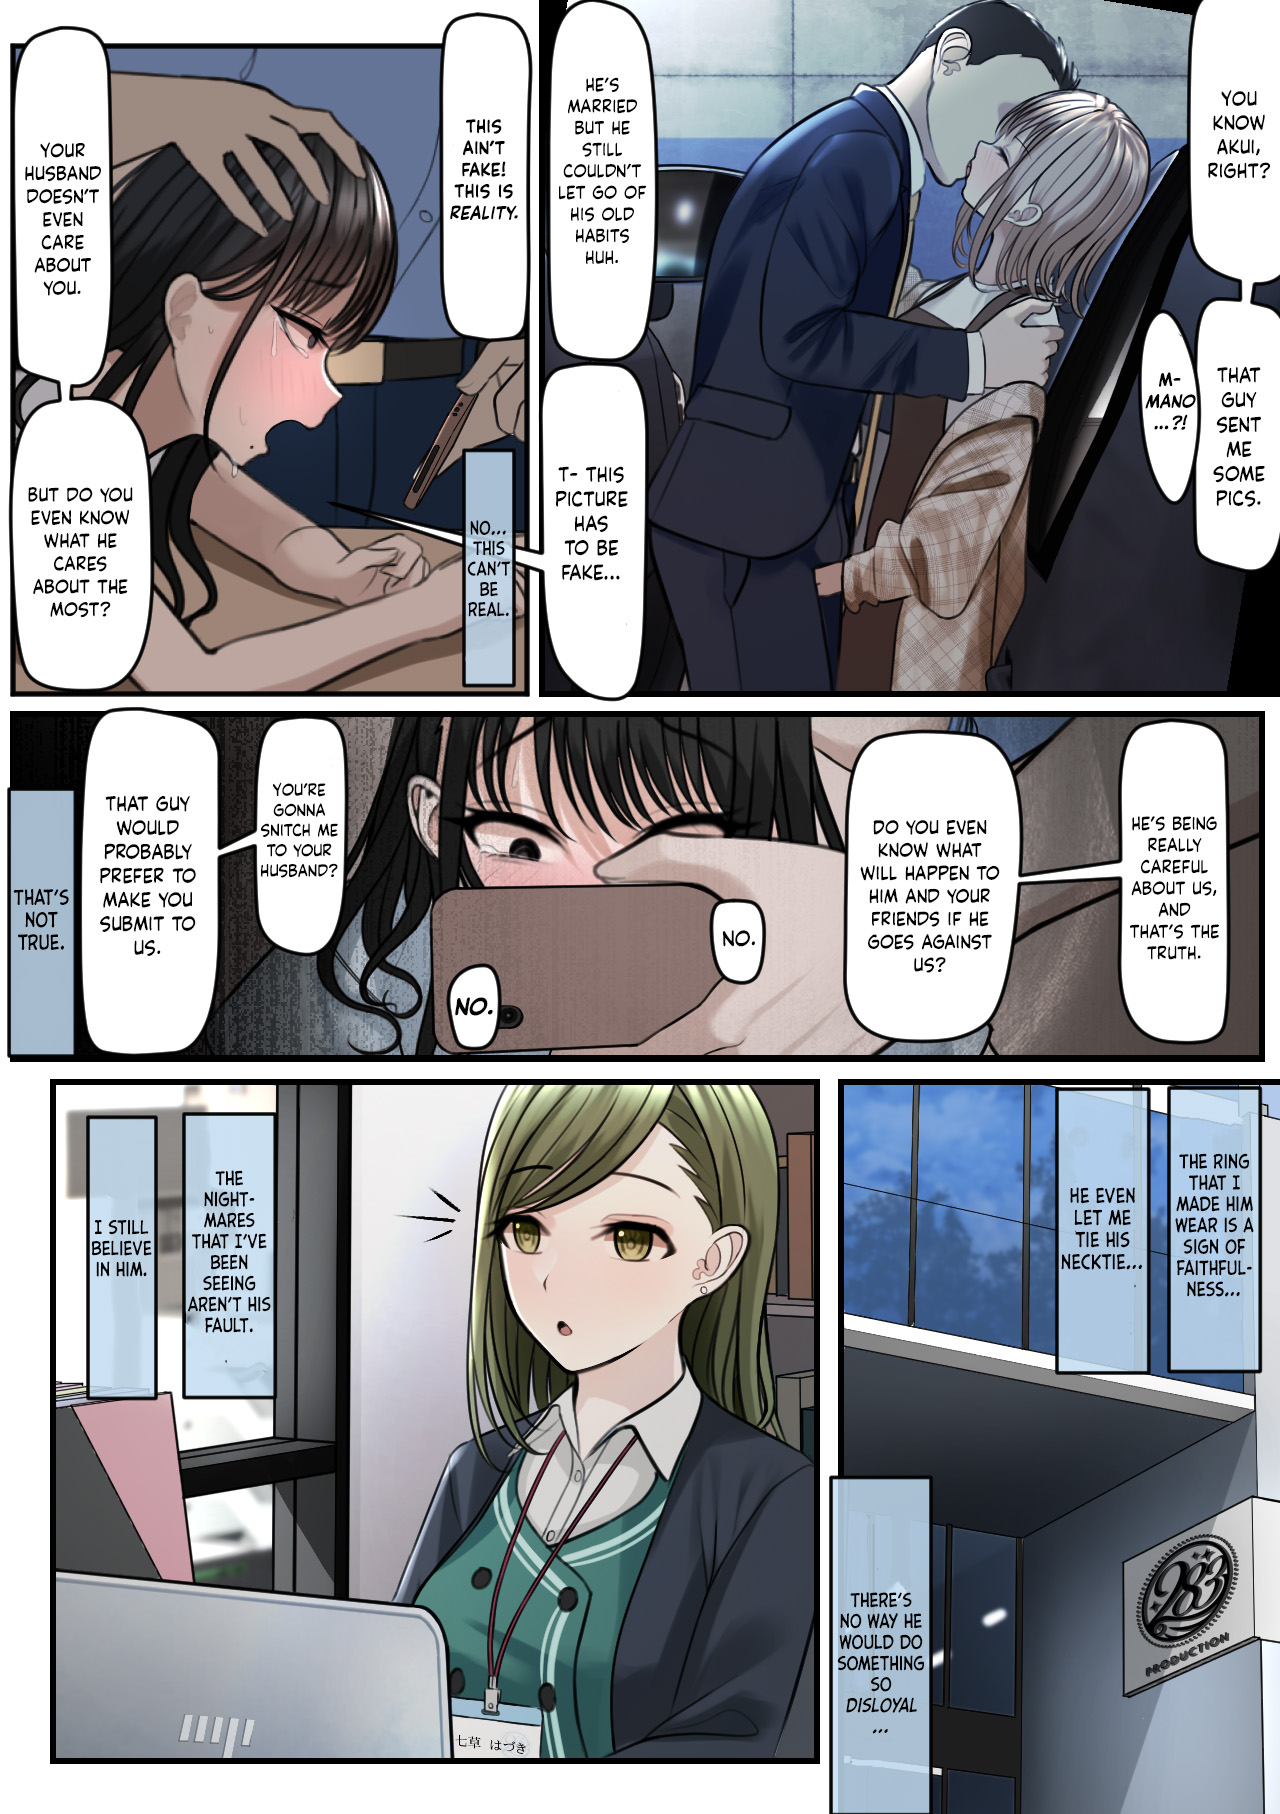 YOU
KNOW
AKUI,
RIGHT?
THAT
GUY
SENT
ME
SOME
PICS.
M-
MANO
...?!
HE'S
MARRIED
BUT HE
STILL
COULDN'T
LET GO OF
HIS OLD
HABITS
HUH.
T- THIS
PICTURE
HAS
TO BE
FAKE...
THIS
AIN'T
FAKE!
THIS IS
REALITY.
NO...
THIS
CAN'T
BE
REAL.
YOUR
HUSBAND
DOESN'T
EVEN
CARE
ABOUT
YOU.
BUT DO YOU
EVEN KNOW
WHAT HE
CARES
ABOUT THE
MOST?
HE'S BEING
REALLY
CAREFUL
ABOUT US,
AND
THAT'S THE
TRUTH.
DO YOU EVEN
KNOW WHAT
WILL HAPPEN TO
HIM AND YOUR
FRIENDS IF HE
GOES AGAINST
US?
NO.
NO.
YOU'RE
GONNA
SNITCH ME
TO YOUR
HUSBAND?
THAT GUY
WOULD
PROBABLY
PREFER TO
MAKE YOU
SUBMIT TO
US.
THAT'S
NOT
TRUE.
THE RING
THAT I
MADE HIM
WEAR IS A
SIGN OF
FAITHFUL-
NESS...
HE EVEN
LET ME
TIE HIS
NECKTIE...
THERE'S
NO WAY HE
WOULD DO
SOMETHING
SO
DISLOYAL
...
283
PRODUCTION
THE
NIGHT-
MARES
THAT I'VE
BEEN
SEEING
AREN'T HIS
FAULT.
I STILL
BELIEVE
IN HIM.
七草 はづき